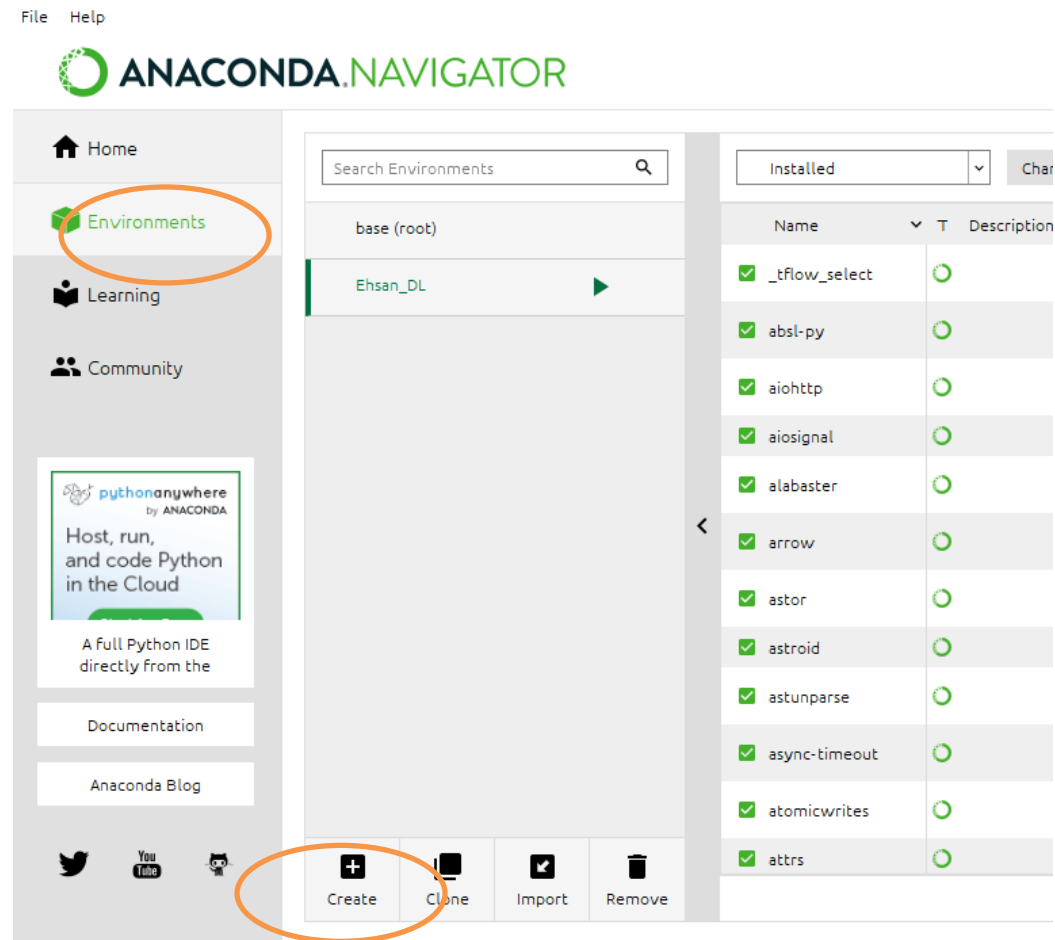 File Help
ANACONDA.NAVIGATOR
Home
Environments
Learning
Community
pythonanywhere
by ANACONDA
Host, run,
and code Python
in the Cloud
A full Python IDE
directly from the
Documentation
Anaconda Blog
You
Tube
Search Environments
base (root)
Ehsan_DL
Create Clone Import Remove
Installed
Name T Description
_tflow_select
absl-py
aiohttp
aiosignal
alabaster
arrow
astor
astroid
astunparse
async-timeout
atomicwrites
attrs